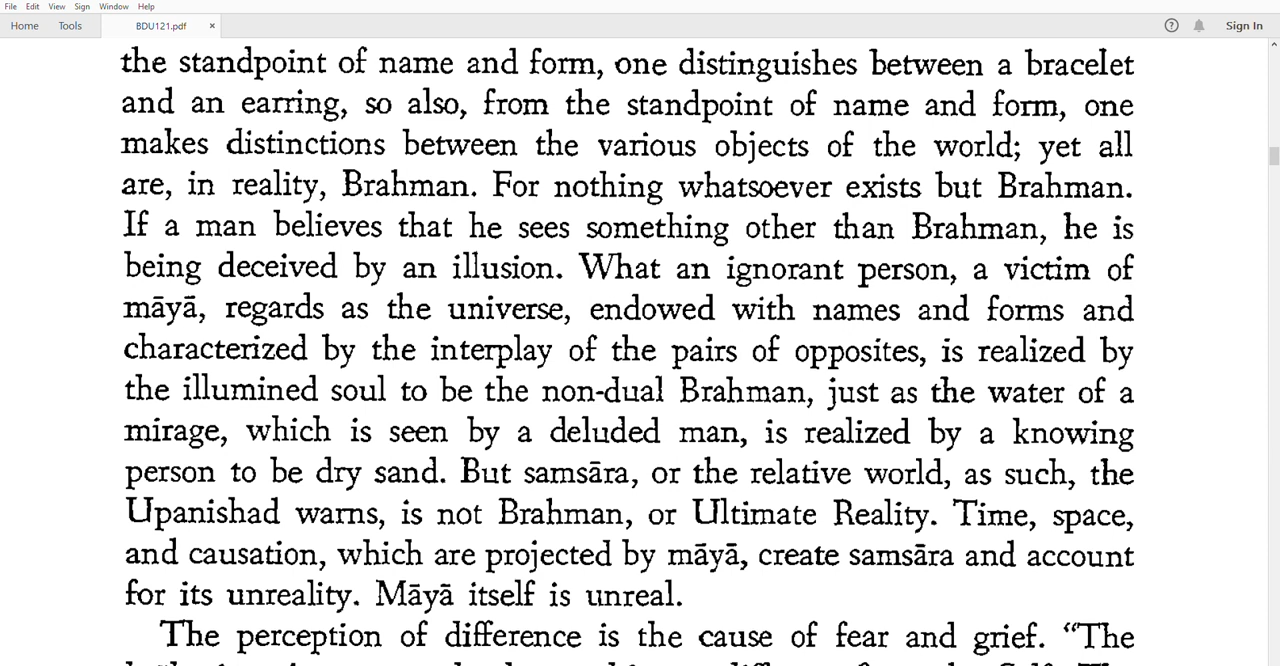 File Edit View Sign Window Help
Home Tools BDU121.pdf × ? Sign In
the standpoint of name and form, one distinguishes between a bracelet
and an earring, so also, from the standpoint of name and form, one
makes distinctions between the various objects of the world; yet all
are, in reality, Brahman. For nothing whatsoever exists but Brahman.
If a man believes that he sees something other than Brahman, he is
being deceived by an illusion. What an ignorant person, a victim of
māyā, regards as the universe, endowed with names and forms and
characterized by the interplay of the pairs of opposites, is realized by
the illumined soul to be the non-dual Brahman, just as the water of a
mirage, which is seen by a deluded man, is realized by a knowing
person to be dry sand. But samsāra, or the relative world, as such, the
Upanishad warns, is not Brahman, or Ultimate Reality. Time, space,
and causation, which are projected by māyā, create samsāra and account
for its unreality. Māyā itself is unreal.
The perception of difference is the cause of fear and grief. “The